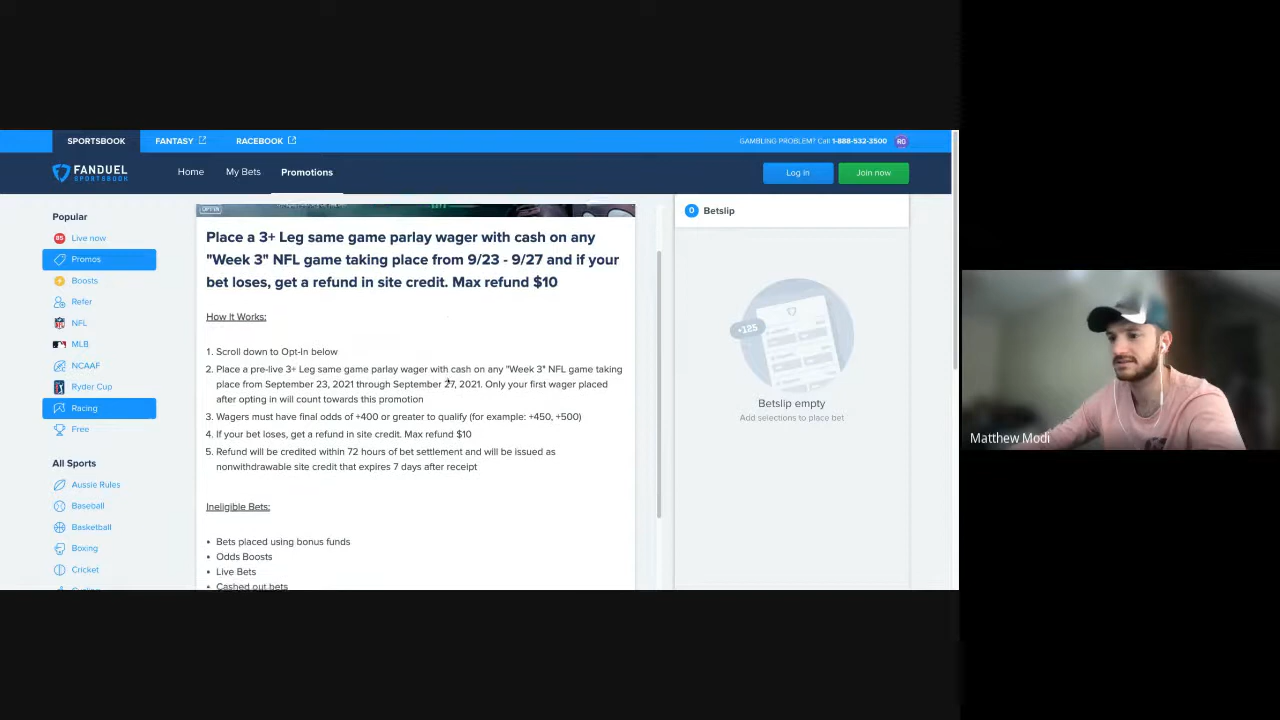 SPORTSBOOK
FANTASY
RACEBOOK
GAMBLING PROBLEM? Call 1-888-532-3500
RO
FANDUEL
SPORTSBOOK
Home
My Bets
Promotions
Log in
Join now
Popular
85 Live now
Promos
Boosts
Refer
NFL
MLB
NCAAF
Ryder Cup
Racing
Free
All Sports
Aussie Rules
Baseball
Basketball
Boxing
Cricket
Cycling
OPT IN
Place a 3+ Leg same game parlay wager with cash on any
"Week 3" NFL game taking place from 9/23 - 9/27 and if your
bet loses, get a refund in site credit. Max refund $10
How It Works:
1. Scroll down to Opt-In below
2. Place a pre-live 3+ Leg same game parlay wager with cash on any "Week 3" NFL game taking
place from September 23, 2021 through September 27, 2021. Only your first wager placed
after opting in will count towards this promotion
3. Wagers must have final odds of +400 or greater to qualify (for example: +450, +500)
4. If your bet loses, get a refund in site credit. Max refund $10
5. Refund will be credited within 72 hours of bet settlement and will be issued as
nonwithdrawable site credit that expires 7 days after receipt
Ineligible Bets:
• Bets placed using bonus funds
• Odds Boosts
• Live Bets
• Cashed out bets
0 Betslip
+125
Betslip empty
Add selections to place bet
Matthew Modi